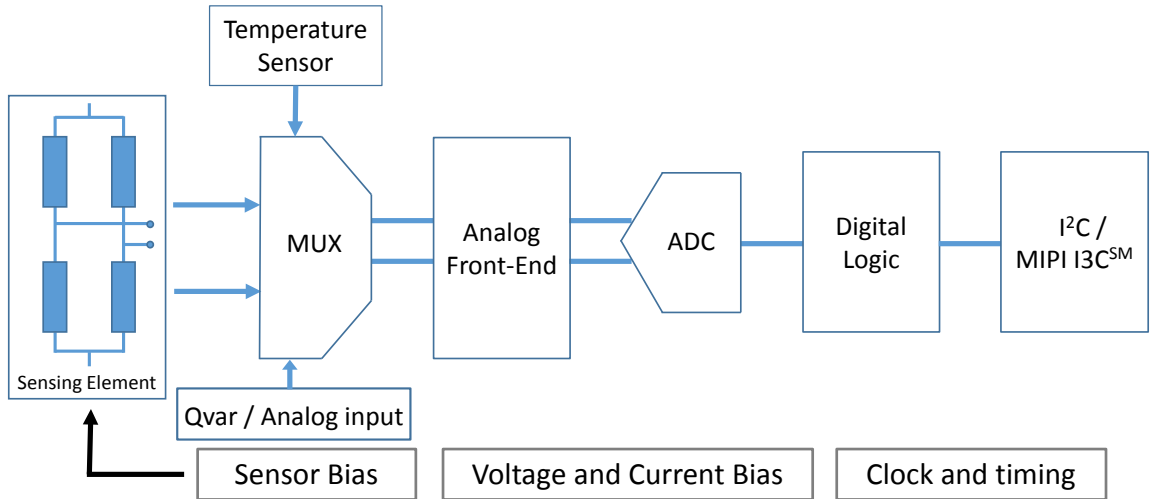 Temperature
Sensor
Sensing Element
MUX
Analog
Front-End
ADC
Digital
Logic
I²C /
MIPI I3Cˢᴹ
Qvar / Analog input
Sensor Bias
Voltage and Current Bias
Clock and timing